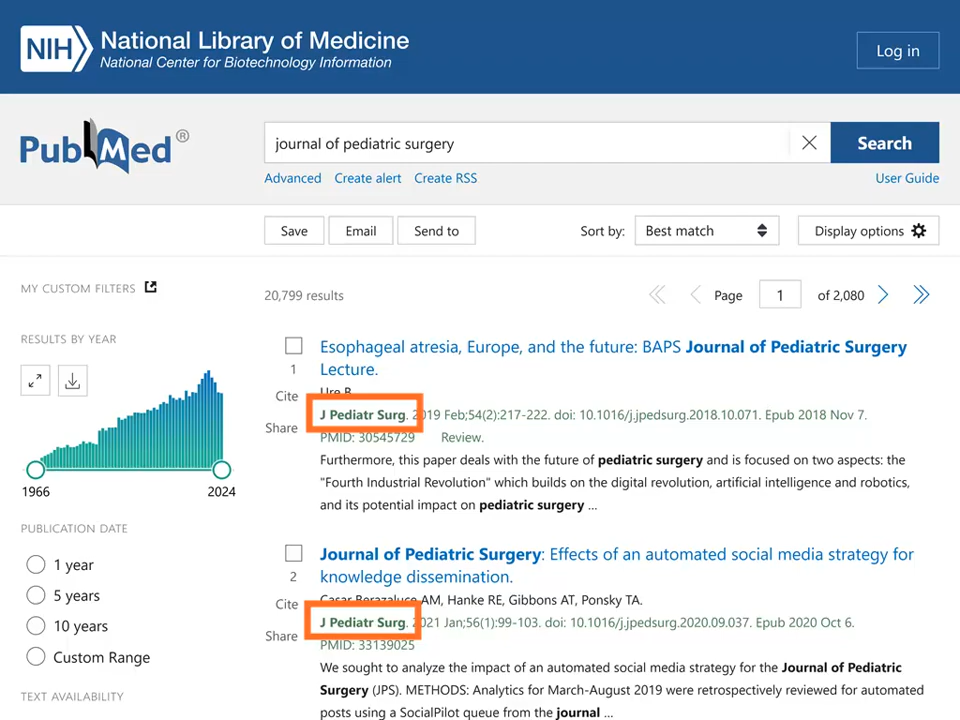 NIH National Library of Medicine
National Center for Biotechnology Information
Log in
PubMed®
journal of pediatric surgery
Search
Advanced Create alert Create RSS
User Guide
Save Email Send to
Sort by: Best match
Display options
MY CUSTOM FILTERS
20,799 results
Page 1 of 2,080
RESULTS BY YEAR
1966 2024
PUBLICATION DATE
1 year
5 years
10 years
Custom Range
TEXT AVAILABILITY
Esophageal atresia, Europe, and the future: BAPS Journal of Pediatric Surgery
Lecture.
1
Cite
Share
Ure B.
J Pediatr Surg. 2019 Feb;54(2):217-222. doi: 10.1016/j.jpedsurg.2018.10.071. Epub 2018 Nov 7.
PMID: 30545729 Review.
Furthermore, this paper deals with the future of pediatric surgery and is focused on two aspects: the
"Fourth Industrial Revolution" which builds on the digital revolution, artificial intelligence and robotics,
and its potential impact on pediatric surgery ...
Journal of Pediatric Surgery: Effects of an automated social media strategy for
knowledge dissemination.
2
Cite
Share
Casar Berazaluce AM, Hanke RE, Gibbons AT, Ponsky TA.
J Pediatr Surg. 2021 Jan;56(1):99-103. doi: 10.1016/j.jpedsurg.2020.09.037. Epub 2020 Oct 6.
PMID: 33139025
We sought to analyze the impact of an automated social media strategy for the Journal of Pediatric
Surgery (JPS). METHODS: Analytics for March-August 2019 were retrospectively reviewed for automated
posts using a SocialPilot queue from the journal ...